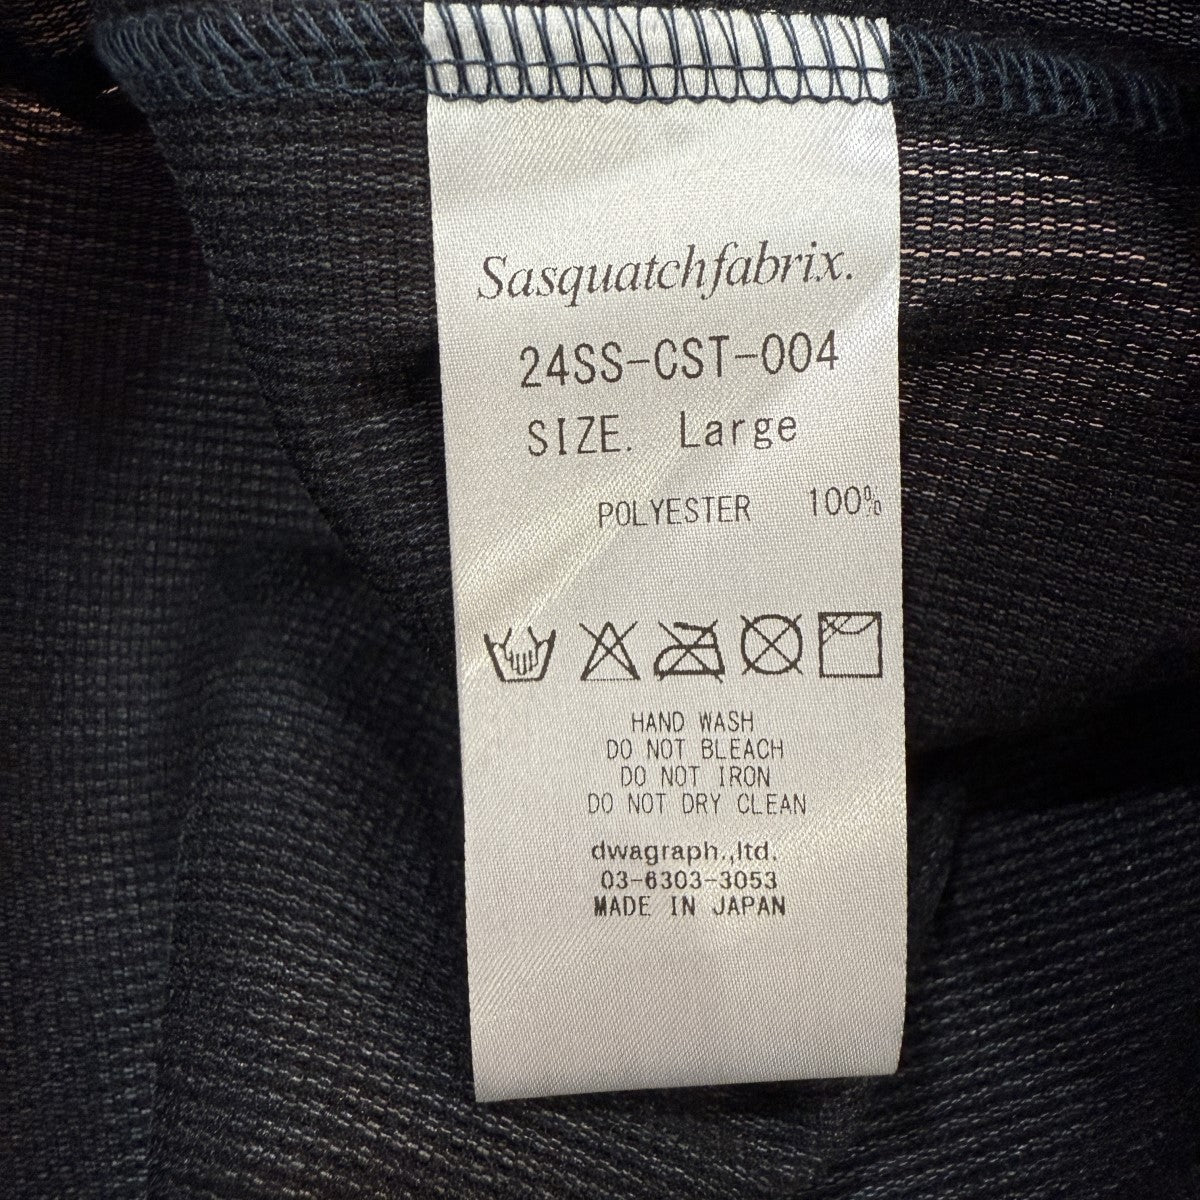 Sasquatchfabrix.
24SS-CST-004
SIZE. Large
POLYESTER 100%
HAND WASH
DO NOT BLEACH
DO NOT IRON
DO NOT DRY CLEAN
dwagraph.,ltd.
03-6303-3053
MADE IN JAPAN